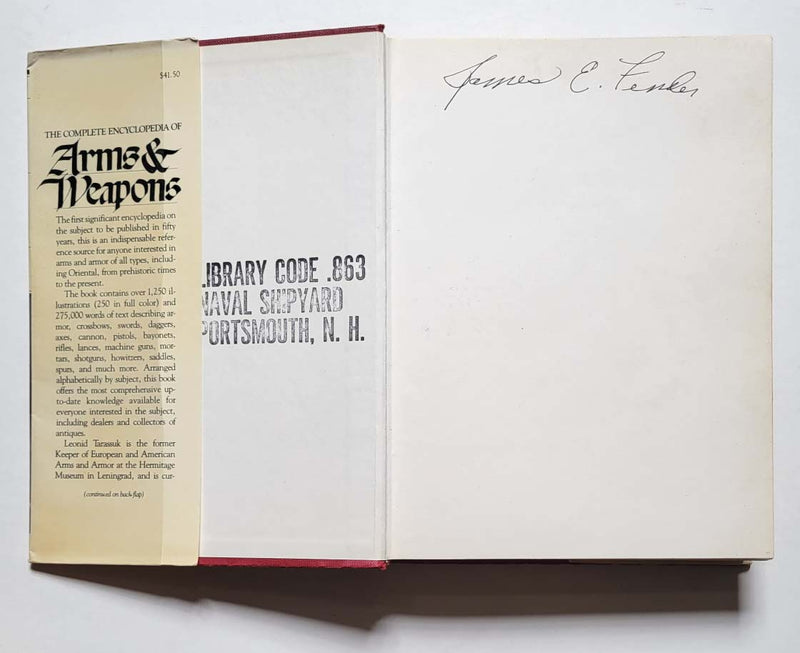 $41.50
THE COMPLETE ENCYCLOPEDIA OF
Arms &
Weapons
The first significant encyclopedia on
the subject to be published in fifty
years, this is an indispensable refer-
ence source for anyone interested in
arms and armor of all types, includ-
ing Oriental, from prehistoric times
to the present.
The book contains over 1,250 il-
lustrations (250 in full color) and
275,000 words of text describing ar-
mor, crossbows, swords, daggers,
axes, cannon, pistols, bayonets,
rifles, lances, machine guns, mor-
tars, shotguns, howitzers, saddles,
spurs, and much more. Arranged
alphabetically by subject, this book
offers the most comprehensive up-
to-date knowledge available for
everyone interested in the subject,
including dealers and collectors of
antiques.
Leonid Tarassuk is the former
Keeper of European and American
Arms and Armor at the Hermitage
Museum in Leningrad, and is cur-
(continued on back flap)
LIBRARY CODE .863
NAVAL SHIPYARD
PORTSMOUTH, N. H.
James E. Fender